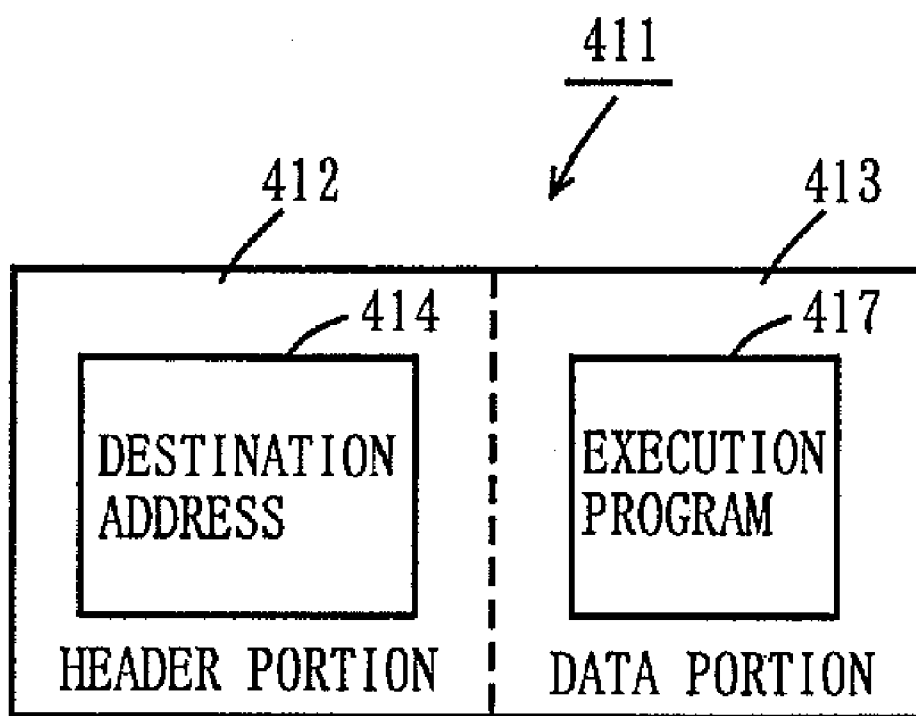 411
412
413
414
417
DESTINATION
ADDRESS
EXECUTION
PROGRAM
HEADER PORTION
DATA PORTION